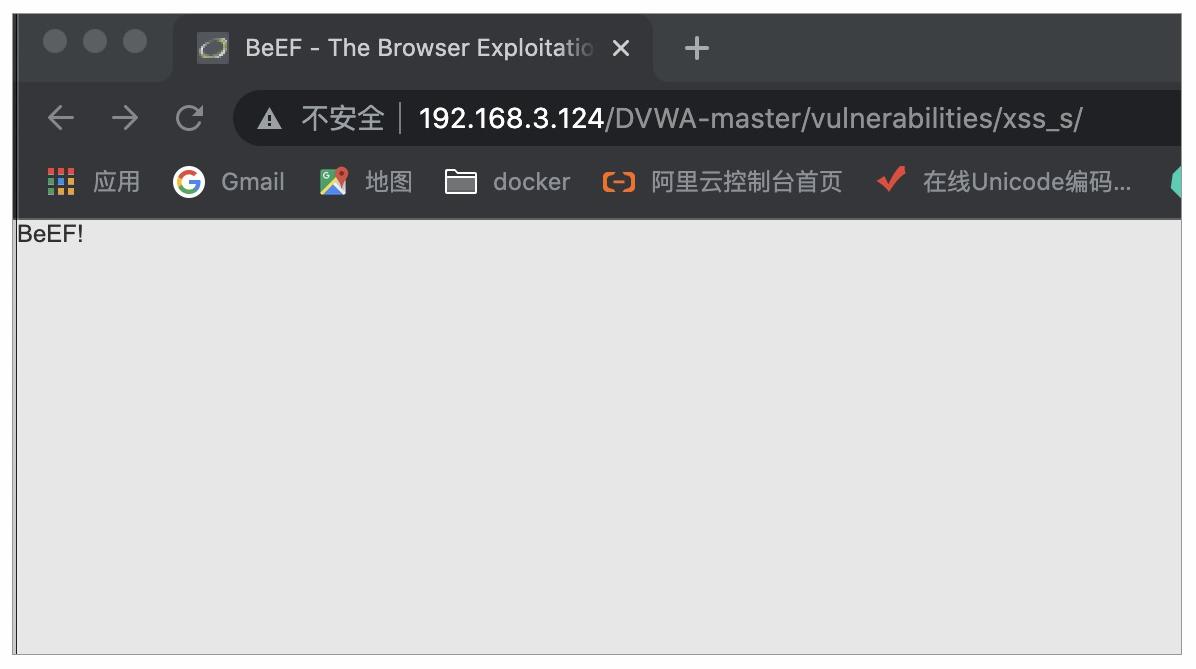 BeEF - The Browser Exploitatio
不安全 192.168.3.124/DVWA-master/vulnerabilities/xss_s/
应用 Gmail 地图 docker 阿里云控制台首页 在线Unicode编码...
BeEF!